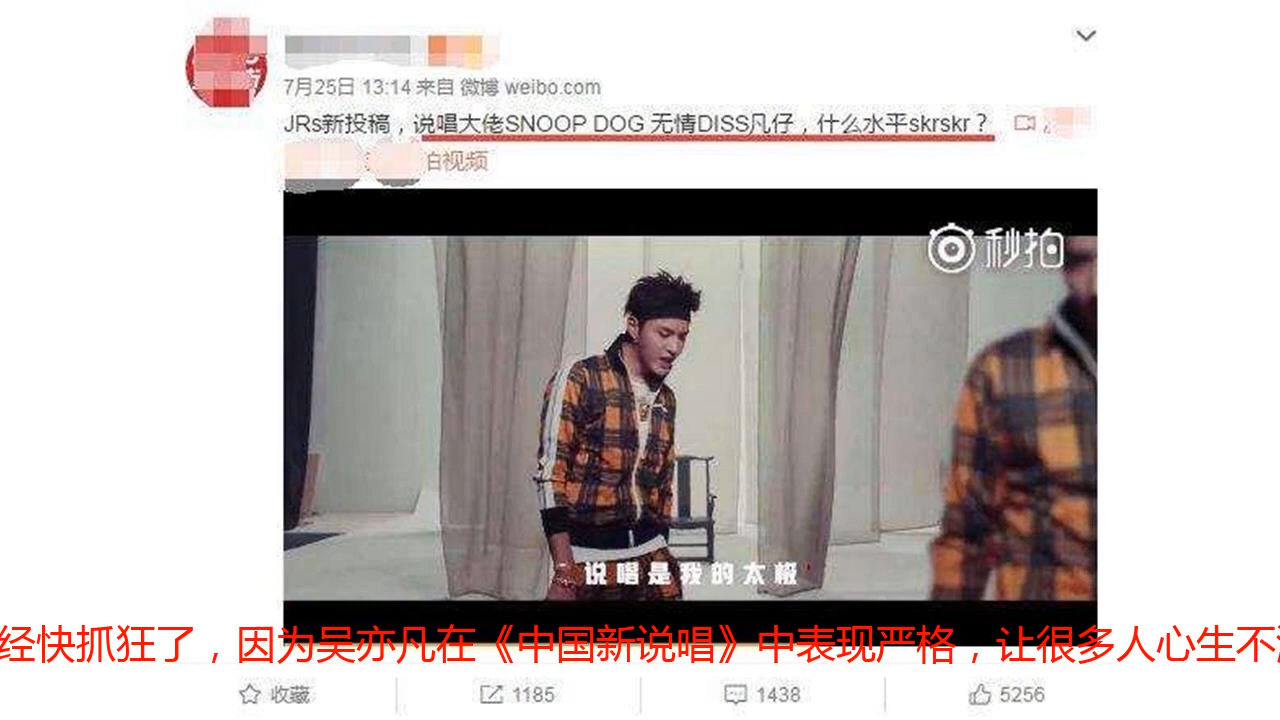 7月25日 13:14 来自 微博 weibo.com
JRs新投稿，说唱大佬SNOOP DOG 无情DISS凡仔，什么水平skrskr？
拍视频
秒拍
说唱是我的太极
经快抓狂了，因为吴亦凡在《中国新说唱》中表现严格，让很多人心生不
收藏 1185 1438 5256